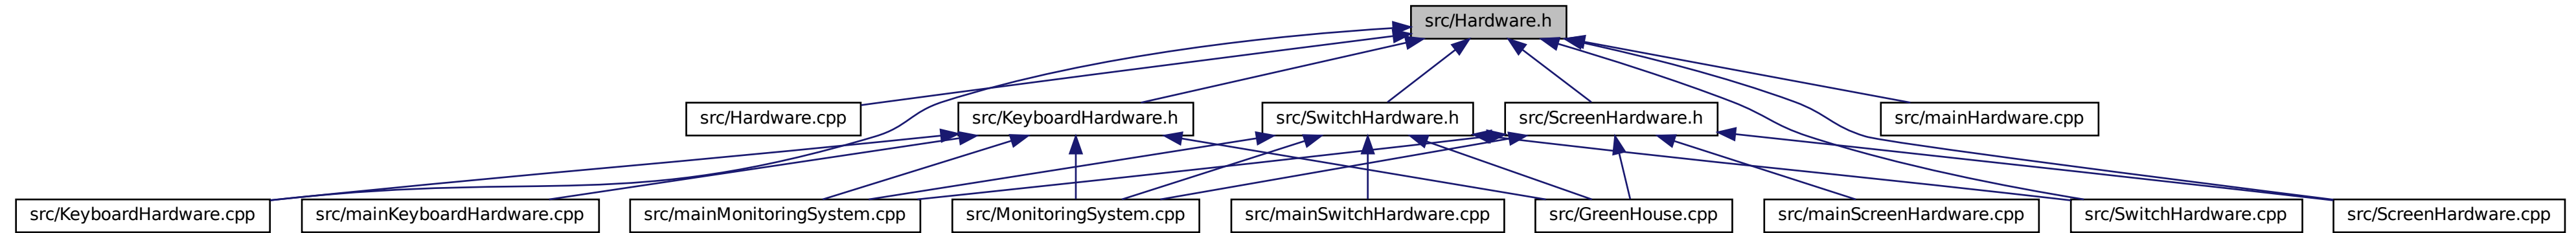 src/Hardware.h
src/Hardware.cpp
src/KeyboardHardware.h
src/SwitchHardware.h
src/ScreenHardware.h
src/mainHardware.cpp
src/KeyboardHardware.cpp
src/mainKeyboardHardware.cpp
src/mainMonitoringSystem.cpp
src/MonitoringSystem.cpp
src/mainSwitchHardware.cpp
src/GreenHouse.cpp
src/mainScreenHardware.cpp
src/SwitchHardware.cpp
src/ScreenHardware.cpp